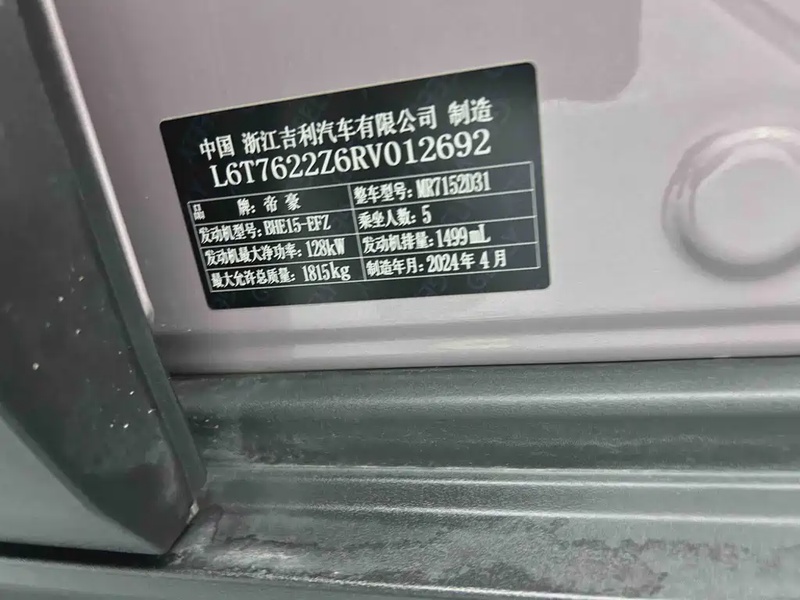 中国 浙江吉利汽车有限公司 制造
L6T7622Z6RV012692
品 牌：帝豪 整车型号：MR7152D31
发动机型号：BHE15-EFZ 乘坐人数：5
发动机最大净功率：128kW 发动机排量：1499mL
最大允许总质量：1815kg 制造年月：2024年4月